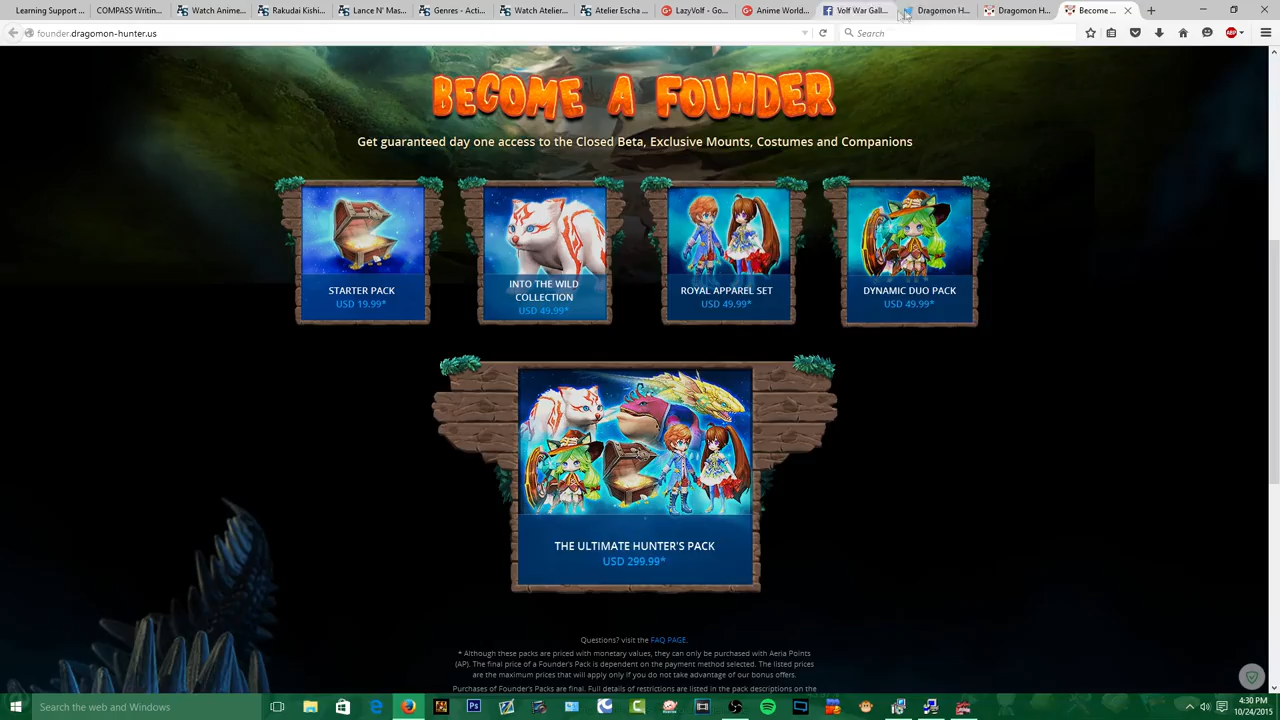 Learning Support ... COMPASS Writin... Watch Anime... Rakudai Kishi... Lance N' Mas... Genres - Acti... Watch Atelier... Atelier Escha ... LazyVolf - Go... Anime World... Volf War Gall... Dragomon H... Dragomon H... Become ...
founder.dragomon-hunter.us Search ABP
BECOME A FOUNDER
Get guaranteed day one access to the Closed Beta, Exclusive Mounts, Costumes and Companions
STARTER PACK
USD 19.99*
INTO THE WILD
COLLECTION
USD 49.99*
ROYAL APPAREL SET
USD 49.99*
DYNAMIC DUO PACK
USD 49.99*
THE ULTIMATE HUNTER'S PACK
USD 299.99*
Questions? visit the FAQ PAGE.
* Although these packs are priced with monetary values, they can only be purchased with Aeria Points
(AP). The final price of a Founder's Pack is dependent on the payment method selected. The listed prices
are the maximum prices that will apply only if you do not take advantage of our bonus offers.
Purchases of Founder's Packs are final. Full details of restrictions are listed in the pack descriptions on the
Search the web and Windows
4:30 PM
10/24/2015